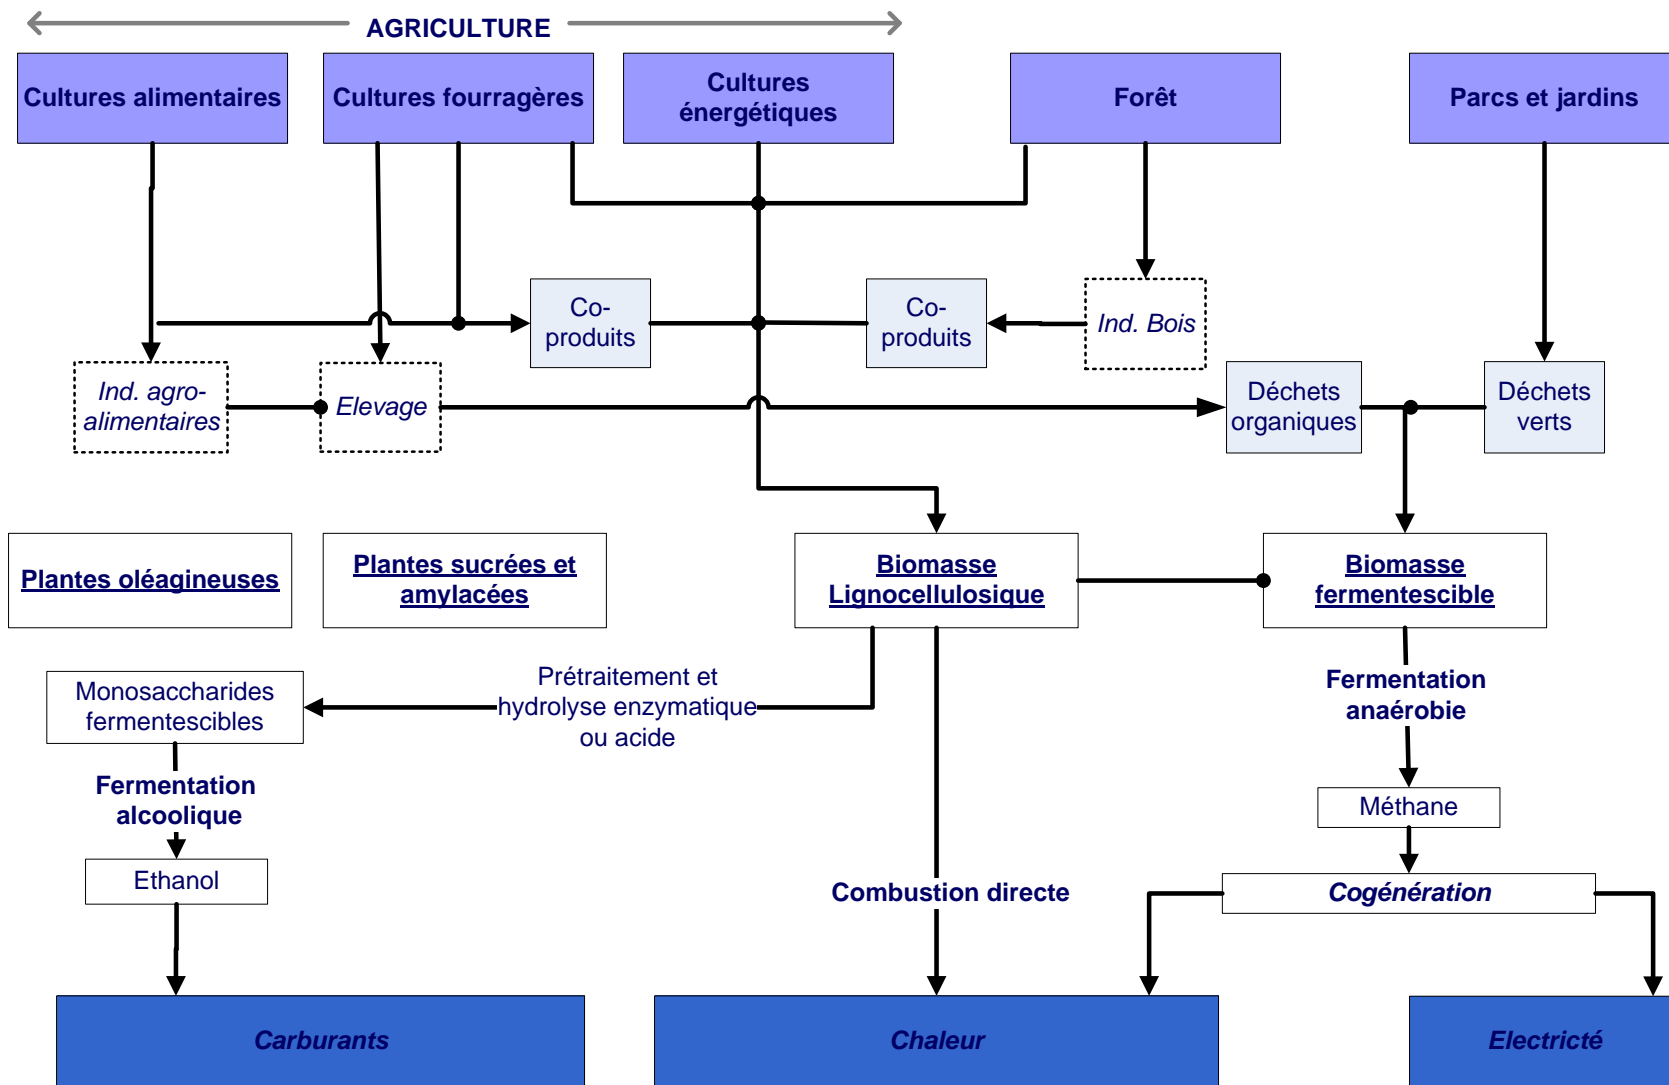 AGRICULTURE
Cultures alimentaires
Cultures fourragères
Cultures
énergétiques
Forêt
Parcs et jardins
Co-
produits
Co-
produits
Ind. Bois
Ind. agro-
alimentaires
Elevage
Déchets
organiques
Déchets
verts
Plantes oléagineuses
Plantes sucrées et
amylacées
Biomasse
Lignocellulosique
Biomasse
fermentescible
Monosaccharides
fermentescibles
Prétraitement et
hydrolyse enzymatique
ou acide
Fermentation
anaérobie
Fermentation
alcoolique
Méthane
Ethanol
Combustion directe
Cogénération
Carburants
Chaleur
Electricté